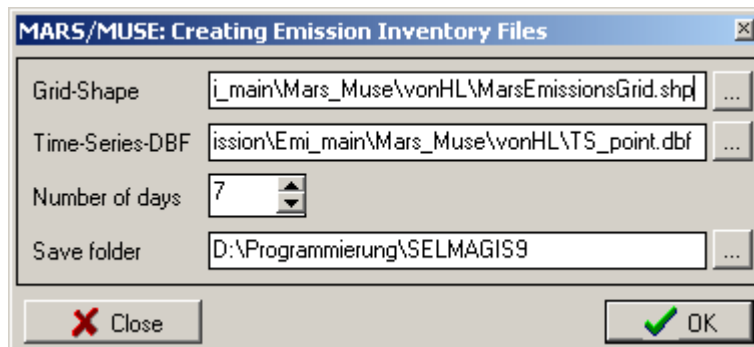 MARS/MUSE: Creating Emission Inventory Files
Grid-Shape i_main\Mars_Muse\vonHL\MarsEmissionsGrid.shp ...
Time-Series-DBF ission\Emi_main\Mars_Muse\vonHL\TS_point.dbf ...
Number of days 7
Save folder D:\Programmierung\SELMAGIS9 ...
Close OK